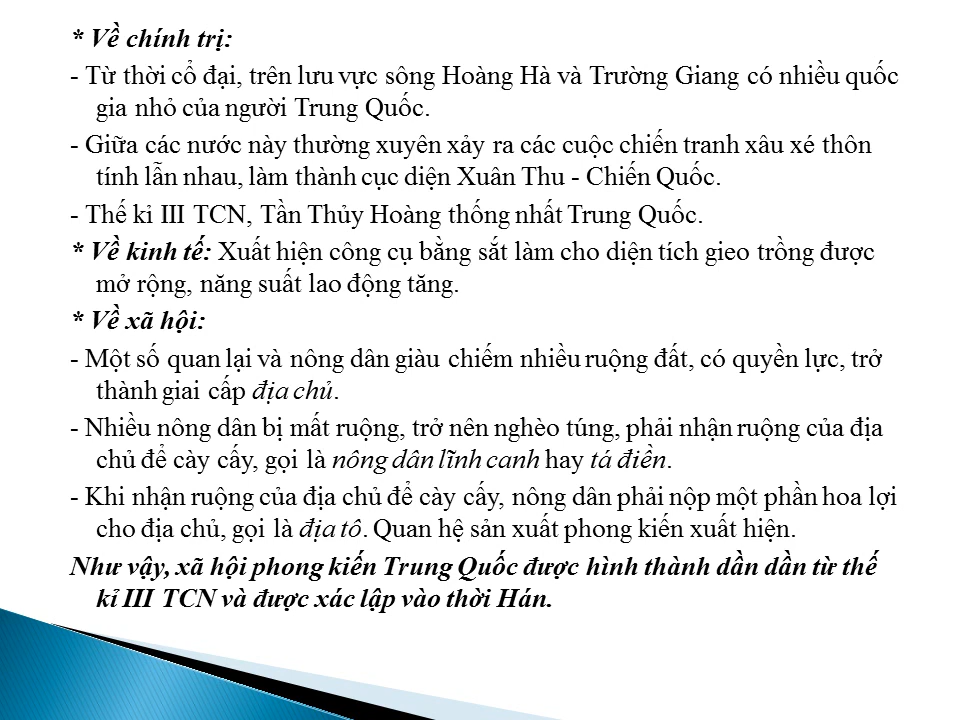 * Về chính trị:
- Từ thời cổ đại, trên lưu vực sông Hoàng Hà và Trường Giang có nhiều quốc
gia nhỏ của người Trung Quốc.
- Giữa các nước này thường xuyên xảy ra các cuộc chiến tranh xâu xé thôn
tính lẫn nhau, làm thành cục diện Xuân Thu - Chiến Quốc.
- Thế kỉ III TCN, Tần Thủy Hoàng thống nhất Trung Quốc.
* Về kinh tế: Xuất hiện công cụ bằng sắt làm cho diện tích gieo trồng được
mở rộng, năng suất lao động tăng.
* Về xã hội:
- Một số quan lại và nông dân giàu chiếm nhiều ruộng đất, có quyền lực, trở
thành giai cấp địa chủ.
- Nhiều nông dân bị mất ruộng, trở nên nghèo túng, phải nhận ruộng của địa
chủ để cày cấy, gọi là nông dân lĩnh canh hay tá điền.
- Khi nhận ruộng của địa chủ để cày cấy, nông dân phải nộp một phần hoa lợi
cho địa chủ, gọi là địa tô. Quan hệ sản xuất phong kiến xuất hiện.
Như vậy, xã hội phong kiến Trung Quốc được hình thành dần dần từ thế
kỉ III TCN và được xác lập vào thời Hán.